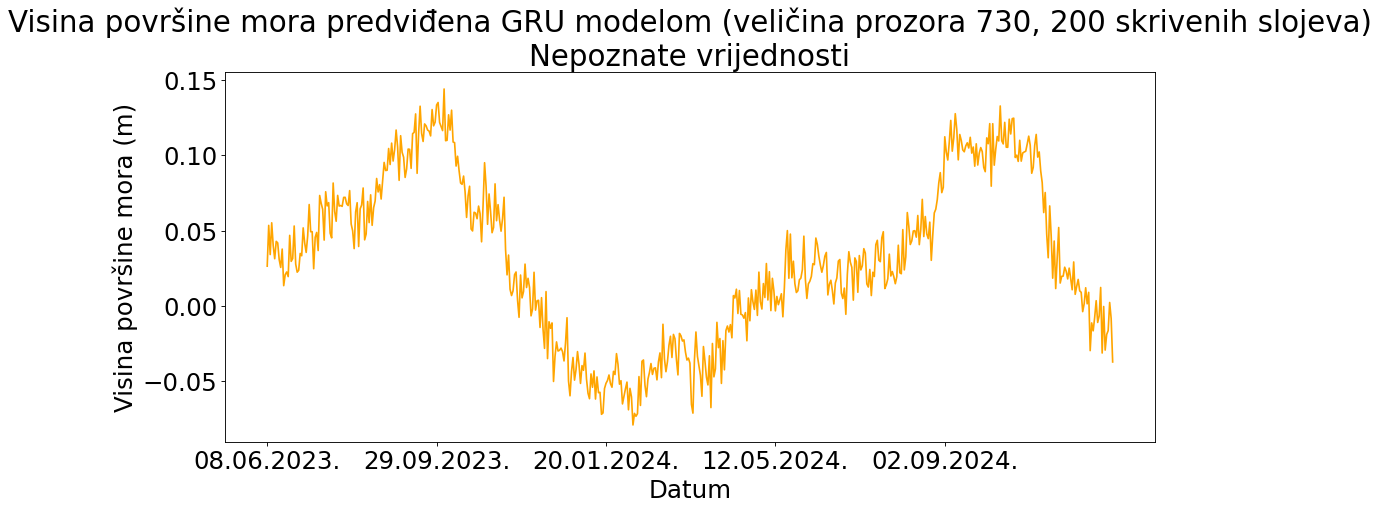 Visina površine mora predviđena GRU modelom (veličina prozora 730, 200 skrivenih slojeva)
Nepoznate vrijednosti
Visina površine mora (m)
0.15
0.10
0.05
0.00
−0.05
08.06.2023. 29.09.2023. 20.01.2024. 12.05.2024. 02.09.2024.
Datum